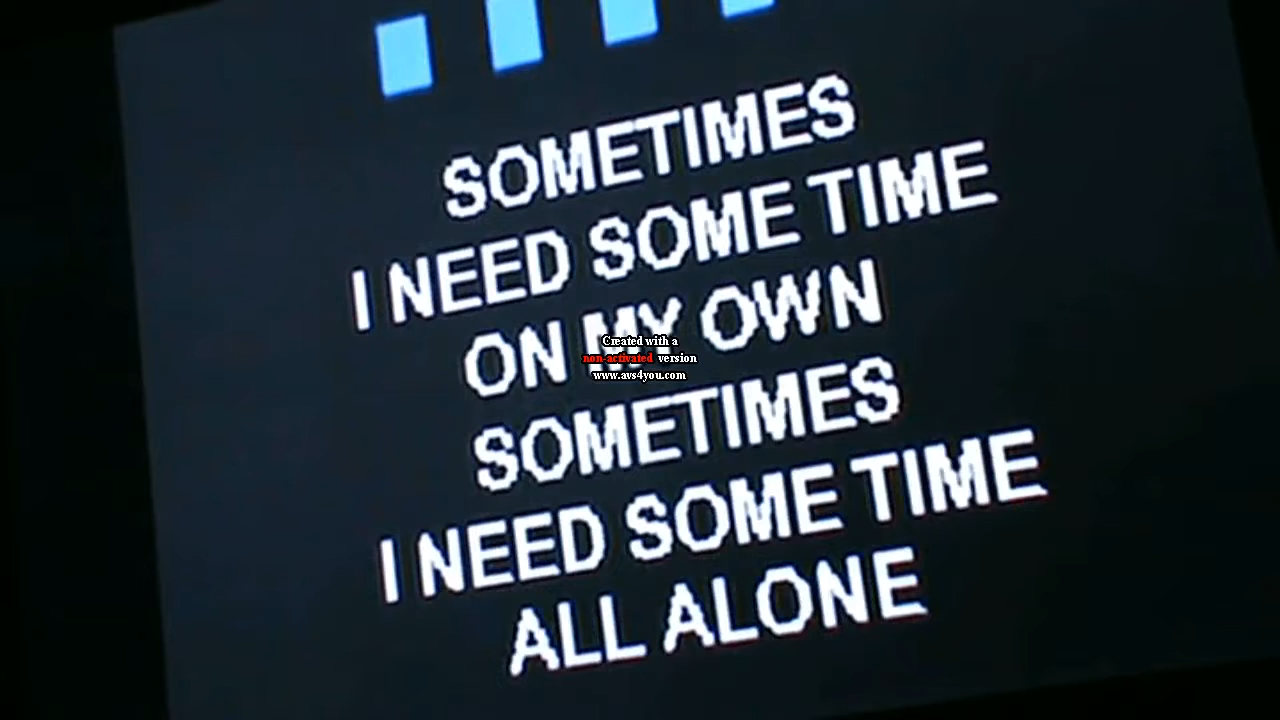 SOMETIMES
I NEED SOME TIME
ON MY OWN
Created with a
non-activated version
www.avs4you.com
SOMETIMES
I NEED SOME TIME
ALL ALONE